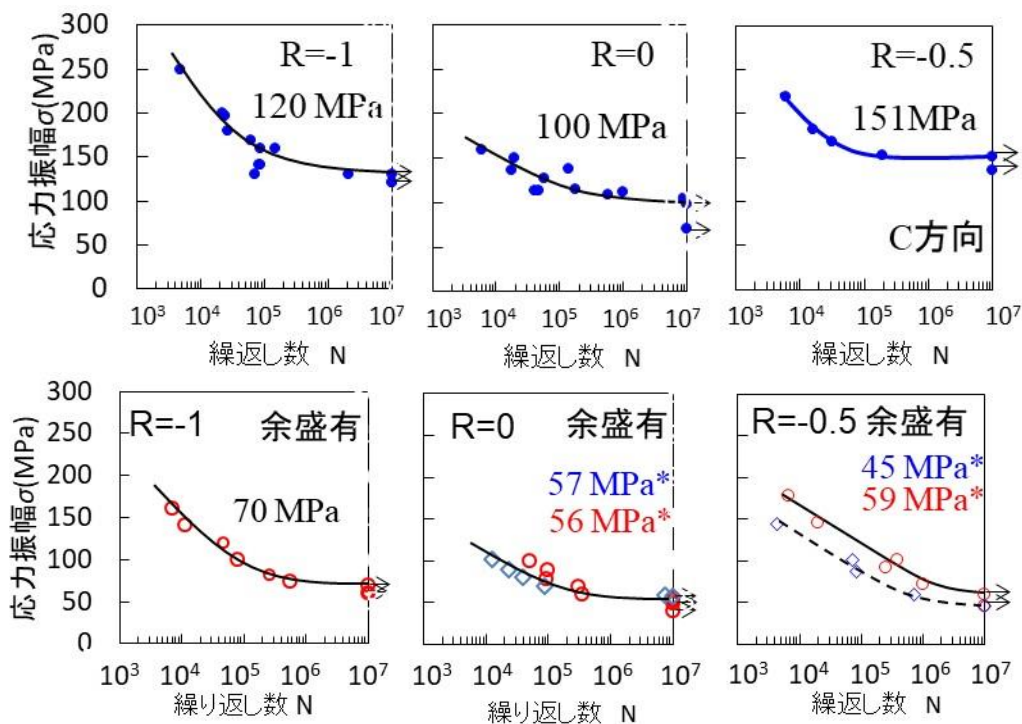 応力振幅σ(MPa)
300
250
200
150
100
50
0
R=-1
120 MPa
10³ 10⁴ 10⁵ 10⁶ 10⁷
繰返し数 N
R=0
100 MPa
10³ 10⁴ 10⁵ 10⁶ 10⁷
繰返し数 N
R=-0.5
151MPa
C方向
10³ 10⁴ 10⁵ 10⁶ 10⁷
繰返し数 N
応力振幅σ(MPa)
300
250
200
150
100
50
0
R=-1 余盛有
70 MPa
10³ 10⁴ 10⁵ 10⁶ 10⁷
繰り返し数 N
R=0 余盛有
57 MPa*
56 MPa*
10³ 10⁴ 10⁵ 10⁶ 10⁷
繰り返し数 N
R=-0.5 余盛有
45 MPa*
59 MPa*
10³ 10⁴ 10⁵ 10⁶ 10⁷
繰返し数 N